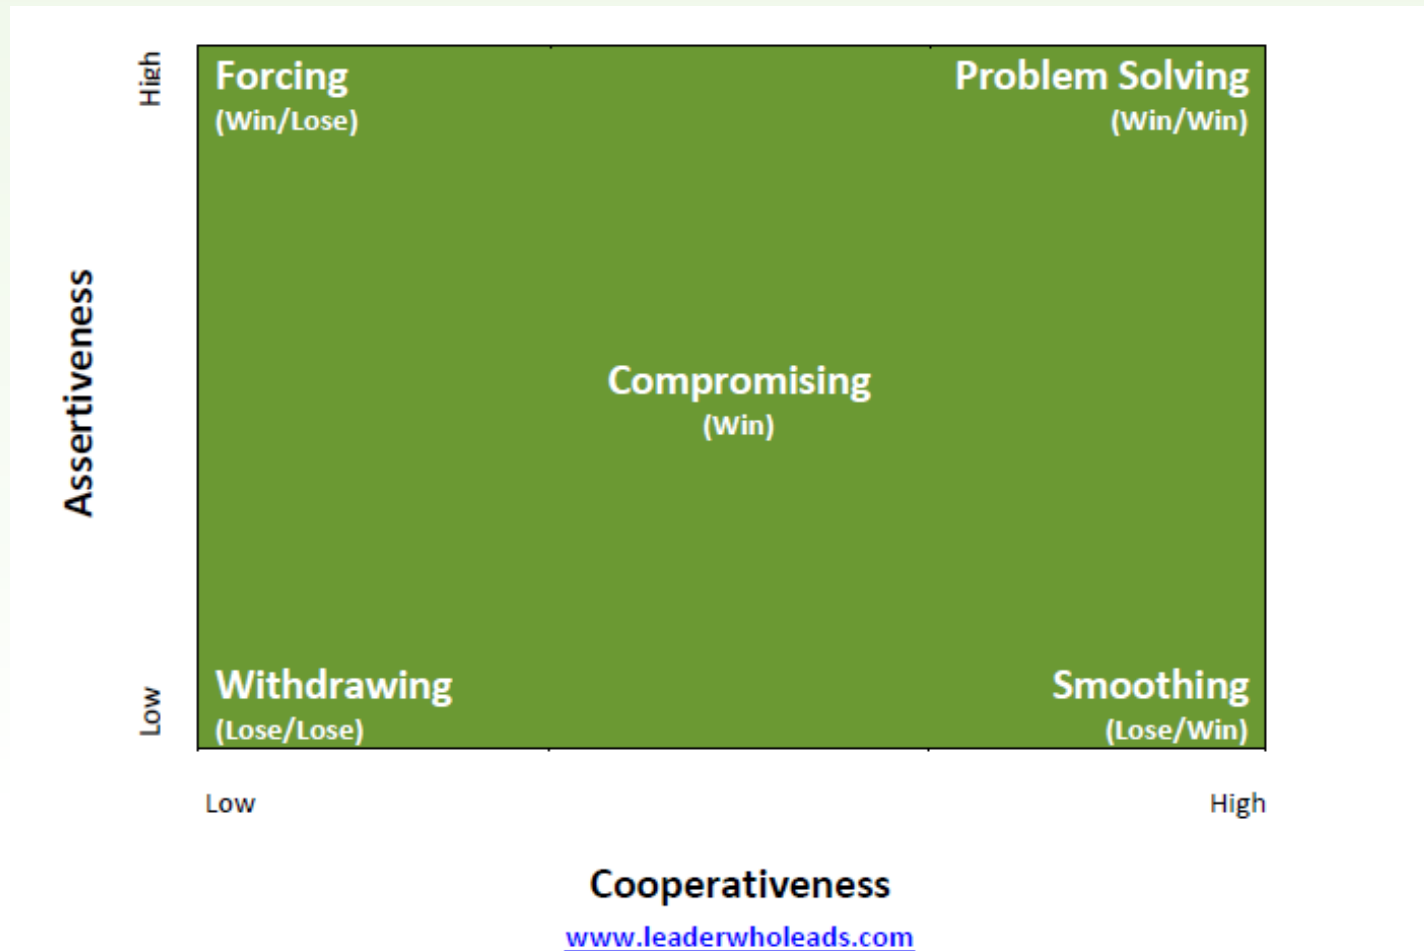 High
Forcing
(Win/Lose)
Problem Solving
(Win/Win)
Assertiveness
Compromising
(Win)
Low
Withdrawing
(Lose/Lose)
Smoothing
(Lose/Win)
Low
High
Cooperativeness
www.leaderwholeads.com